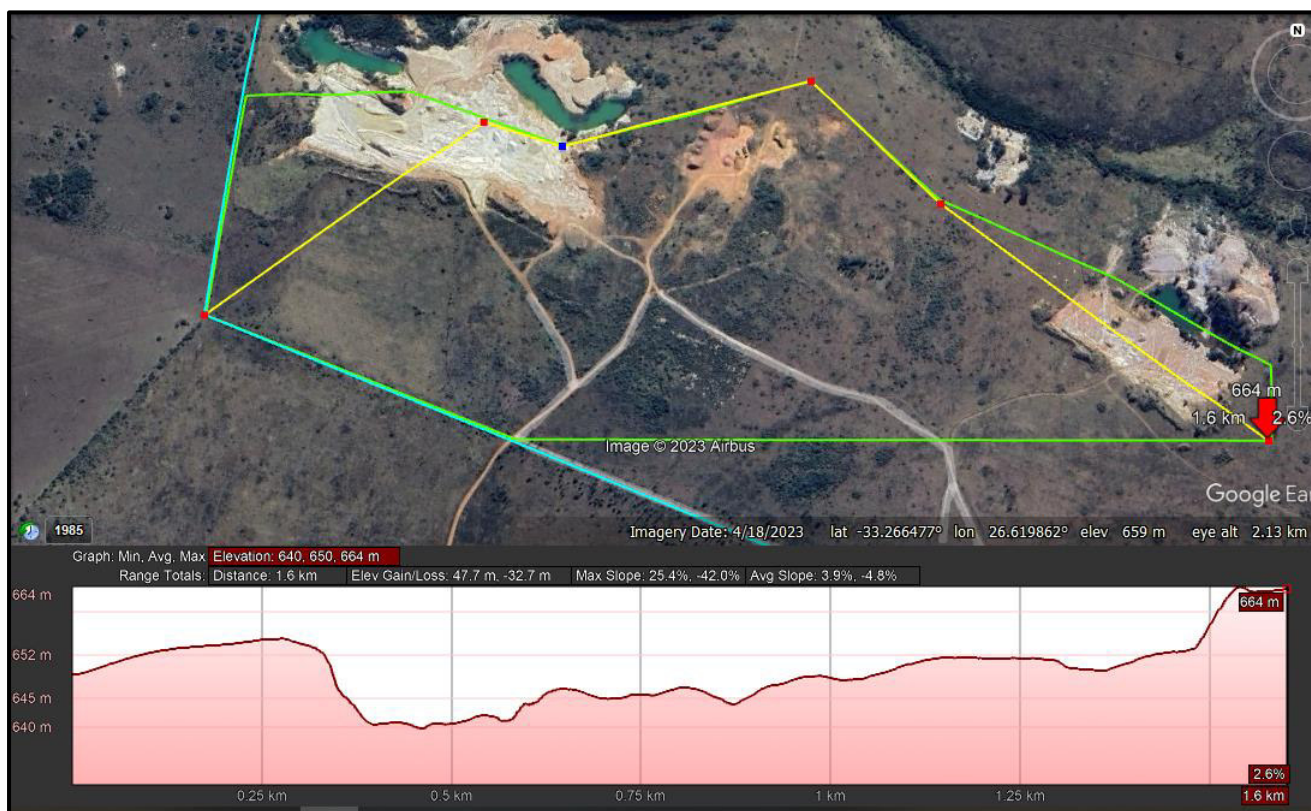 N
664 m
1.6 km 2.6%
Image © 2023 Airbus
Google Ear
1985
Imagery Date: 4/18/2023 lat -33.266477° lon 26.619862° elev 659 m eye alt 2.13 km
Graph: Min, Avg, Max Elevation: 640, 650, 664 m
Range Totals: Distance: 1.6 km Elev Gain/Loss: 47.7 m, -32.7 m Max Slope: 25.4%, -42.0% Avg Slope: 3.9%, -4.8%
664 m
664 m
652 m
645 m
640 m
2.6%
0.25 km 0.5 km 0.75 km 1 km 1.25 km 1.6 km